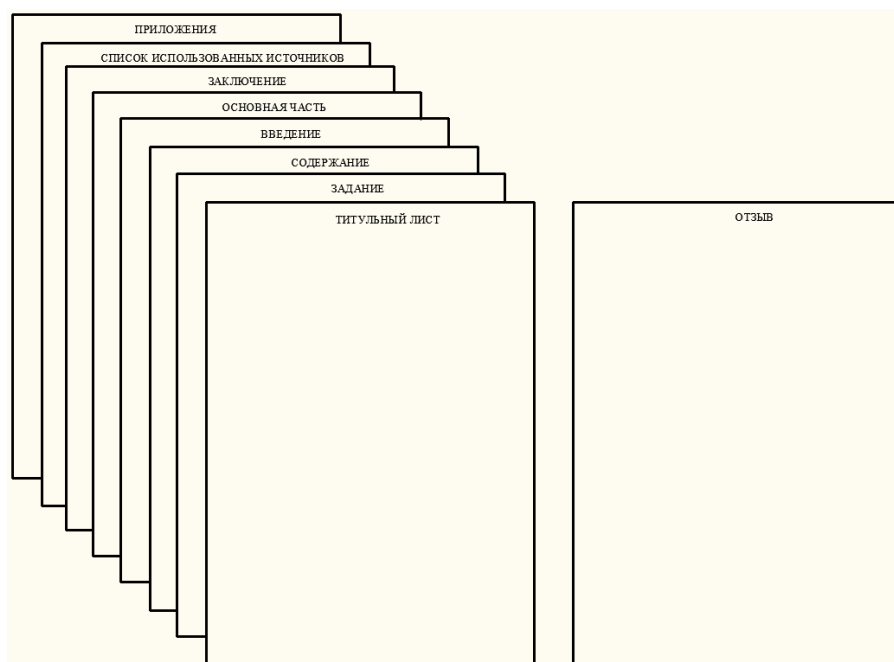 ПРИЛОЖЕНИЯ
СПИСОК ИСПОЛЬЗОВАННЫХ ИСТОЧНИКОВ
ЗАКЛЮЧЕНИЕ
ОСНОВНАЯ ЧАСТЬ
ВВЕДЕНИЕ
СОДЕРЖАНИЕ
ЗАДАНИЕ
ТИТУЛЬНЫЙ ЛИСТ
ОТЗЫВ